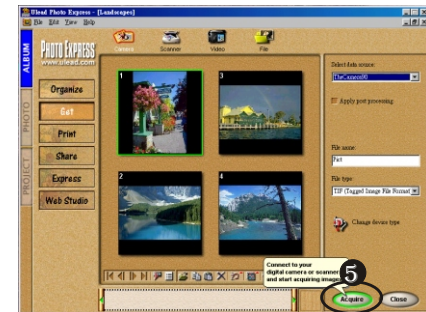 Ulead Photo Express - [Landscapes]
File Edit View Help
ALBUM
PHOTO
PROJECT
PHOTO EXPRESS
www.ulead.com
Camera
Scanner
Video
File
Organize
Get
Print
Share
Express
Web Studio
1
3
2
4
Select data source:
Apply post processing
File name:
File type:
TIF (Tagged Image File Format)
Change device type
Connect to your
digital camera or scanner
and start acquiring images
5
Acquire
Close